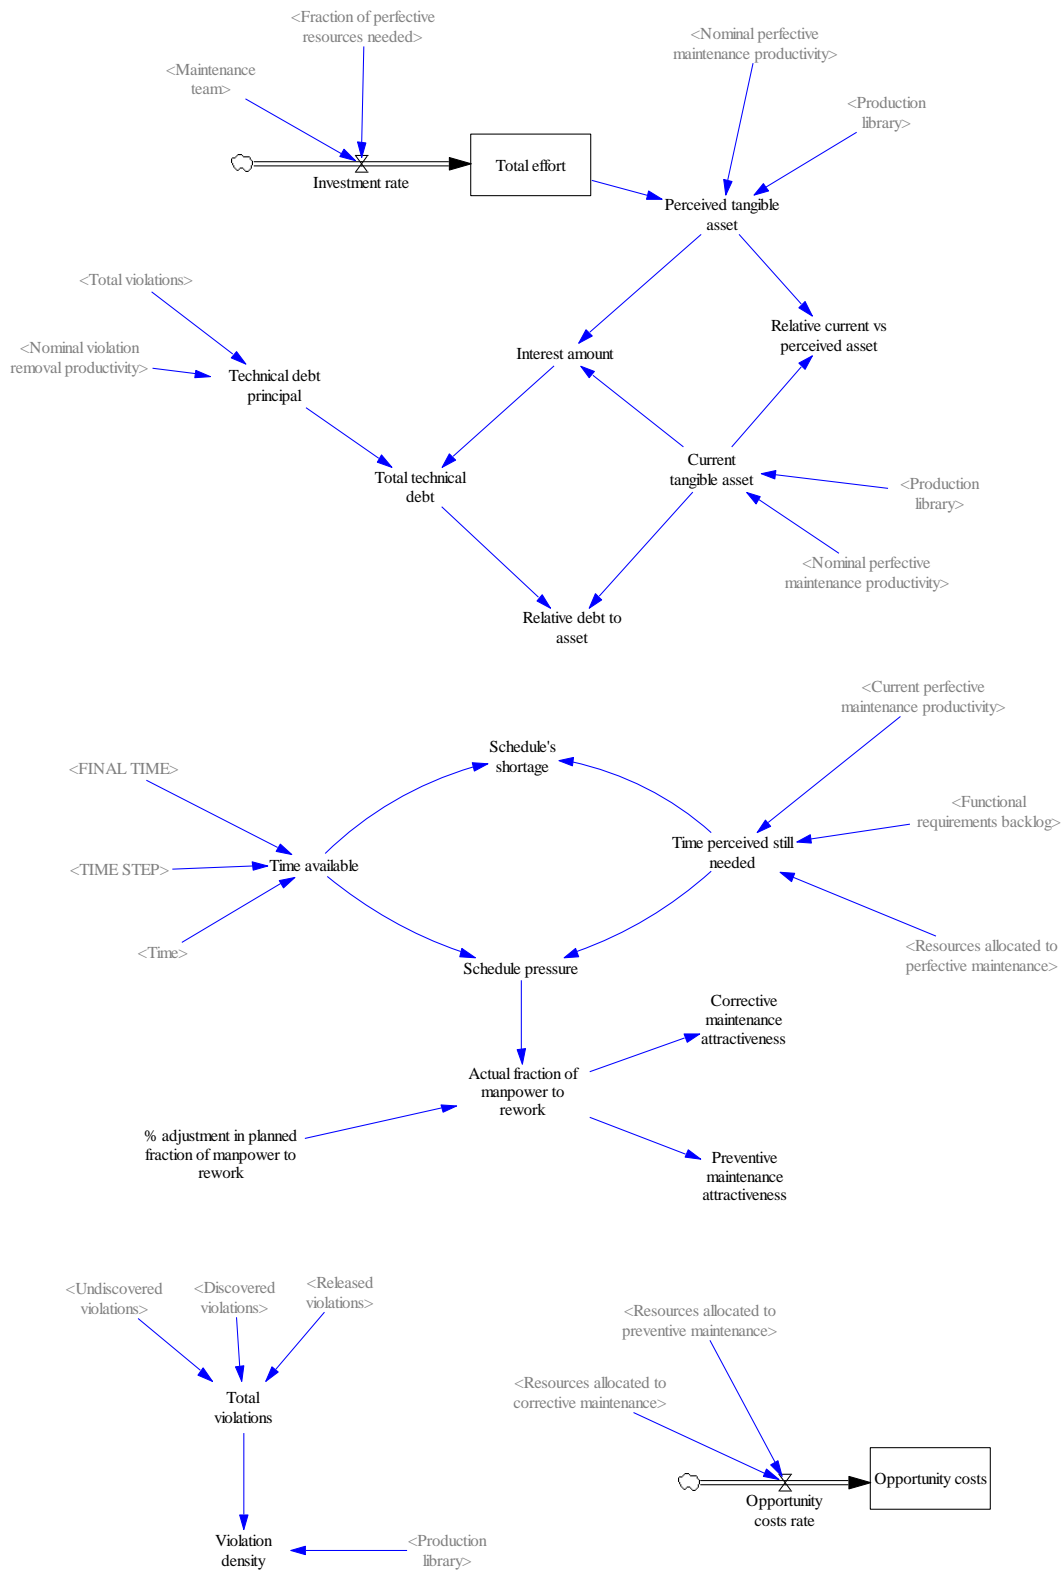 <Fraction of perfective
resources needed>
<Nominal perfective
maintenance productivity>
<Maintenance
team>
<Production
library>
Total effort
Investment rate
Perceived tangible
asset
<Total violations>
Relative current vs
perceived asset
<Nominal violation
removal productivity>
Interest amount
Technical debt
principal
Current
tangible asset
Total technical
debt
<Production
library>
<Nominal perfective
maintenance productivity>
Relative debt to
asset
<Current perfective
maintenance productivity>
Schedule's
shortage
<FINAL TIME>
<Functional
requirements backlog>
Time perceived still
needed
<TIME STEP>
Time available
<Time>
<Resources allocated to
perfective maintenance>
Schedule pressure
Corrective
maintenance
attractiveness
Actual fraction of
manpower to
rework
% adjustment in planned
fraction of manpower to
rework
Preventive
maintenance
attractiveness
<Undiscovered
violations>
<Discovered
violations>
<Released
violations>
<Resources allocated to
preventive maintenance>
<Resources allocated to
corrective maintenance>
Total
violations
Opportunity costs
Opportunity
costs rate
Violation
density
<Production
library>